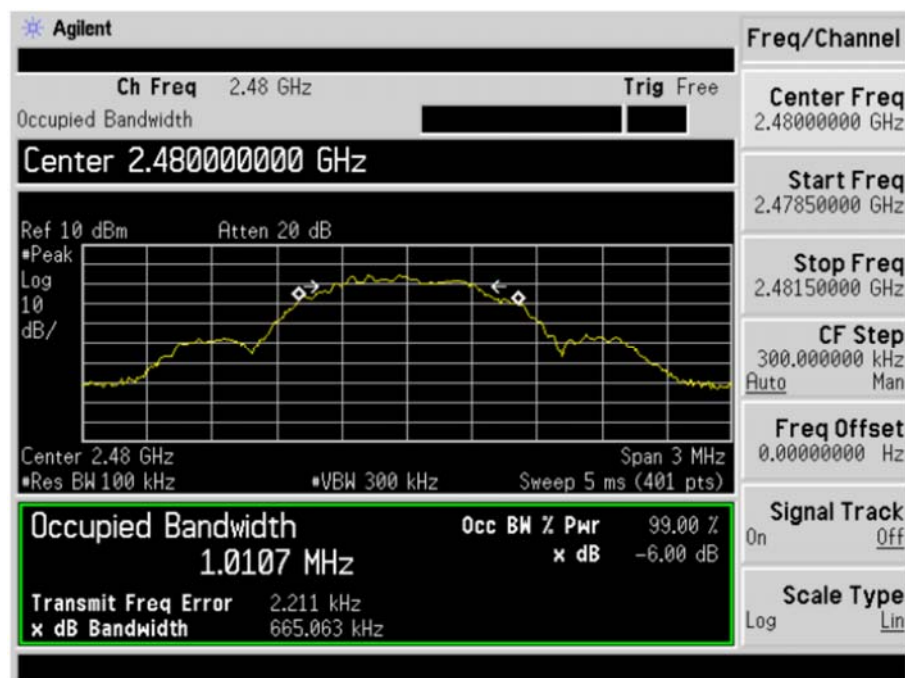 Agilent
Freq/Channel
Ch Freq 2.48 GHz Trig Free
Occupied Bandwidth
Center 2.480000000 GHz
Ref 10 dBm Atten 20 dB
#Peak
Log
10
dB/
Center 2.48 GHz Span 3 MHz
#Res BW 100 kHz #VBW 300 kHz Sweep 5 ms (401 pts)
Occupied Bandwidth
1.0107 MHz
Occ BW % Pwr 99.00 %
x dB -6.00 dB
Transmit Freq Error 2.211 kHz
x dB Bandwidth 665.063 kHz
Center Freq
2.48000000 GHz
Start Freq
2.47850000 GHz
Stop Freq
2.48150000 GHz
CF Step
300.000000 kHz
Auto Man
Freq Offset
0.00000000 Hz
Signal Track
On Off
Scale Type
Log Lin